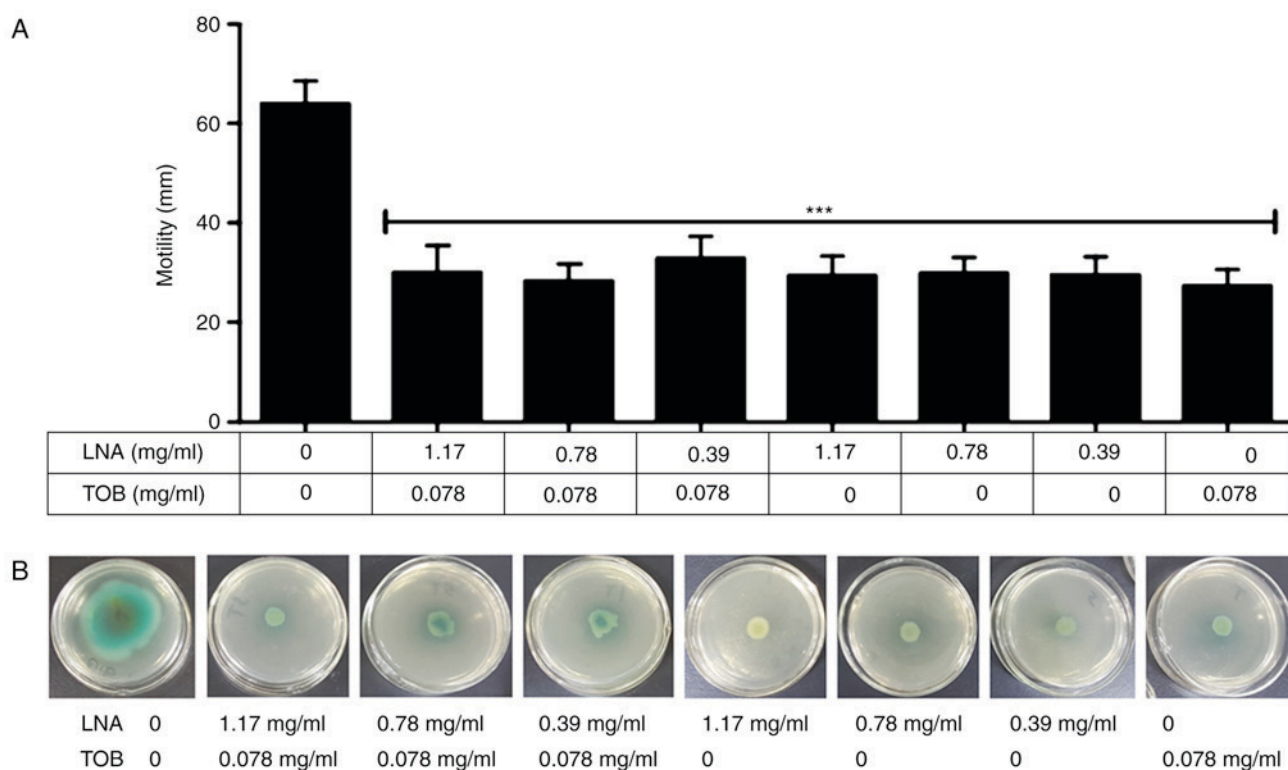 A
80
60
40
20
0
Motility (mm)
***
LNA (mg/ml) 0 1.17 0.78 0.39 1.17 0.78 0.39 0
TOB (mg/ml) 0 0.078 0.078 0.078 0 0 0 0.078
B
LNA 0 1.17 mg/ml 0.78 mg/ml 0.39 mg/ml 1.17 mg/ml 0.78 mg/ml 0.39 mg/ml 0
TOB 0 0.078 mg/ml 0.078 mg/ml 0.078 mg/ml 0 0 0 0.078 mg/ml